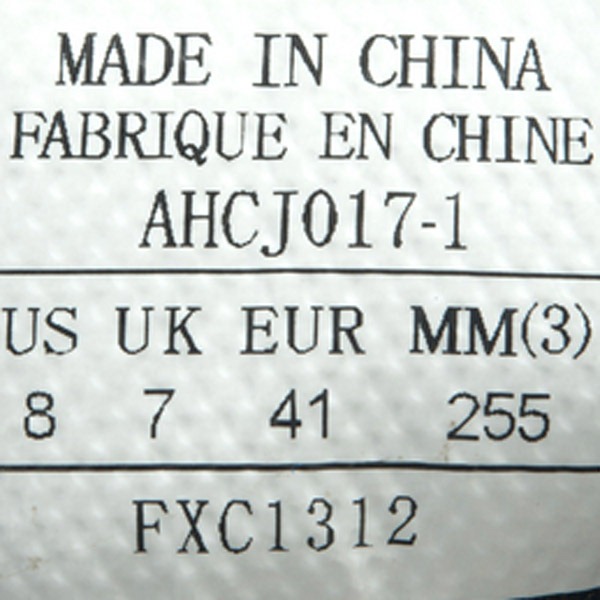 MADE IN CHINA
FABRIQUE EN CHINE
AHCJ017-1
US UK EUR MM(3)
8 7 41 255
FXC1312